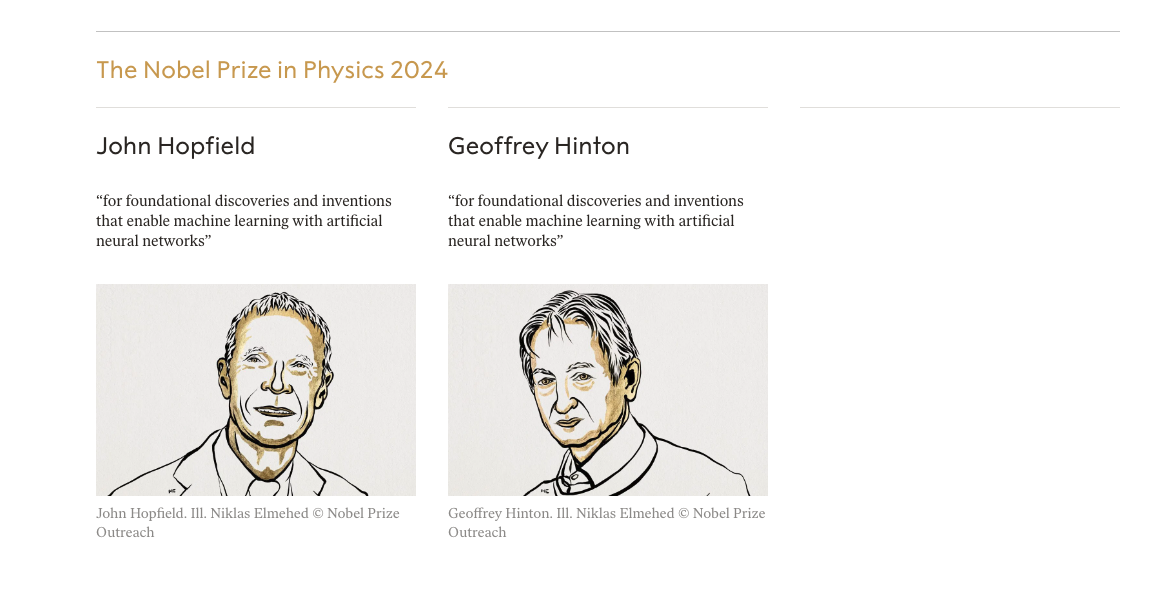 The Nobel Prize in Physics 2024
John Hopfield
“for foundational discoveries and inventions
that enable machine learning with artificial
neural networks”
John Hopfield. Ill. Niklas Elmehed © Nobel Prize
Outreach
Geoffrey Hinton
“for foundational discoveries and inventions
that enable machine learning with artificial
neural networks”
Geoffrey Hinton. Ill. Niklas Elmehed © Nobel Prize
Outreach